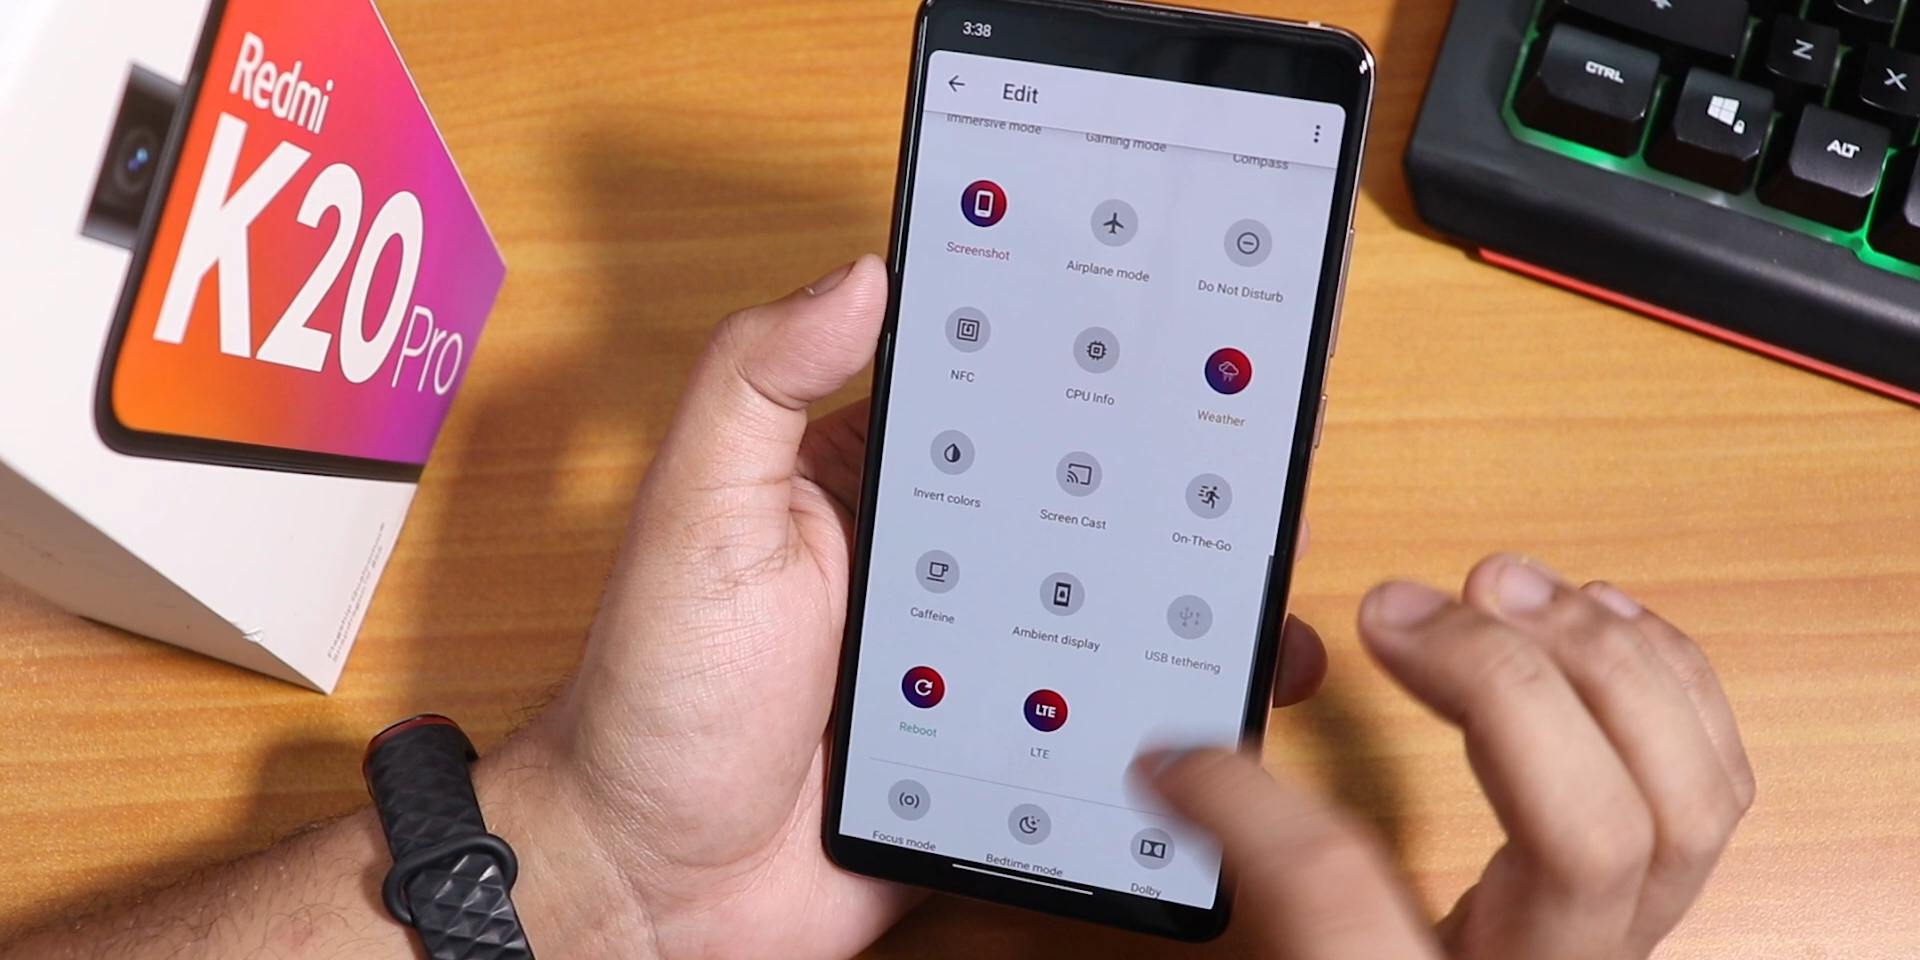 Redmi
K20 Pro
3:38
Edit
Immersive mode
Gaming mode
Compass
Screenshot
Airplane mode
Do Not Disturb
NFC
CPU Info
Weather
Invert colors
Screen Cast
On-The-Go
Caffeine
Ambient display
USB tethering
Reboot
LTE
LTE
Focus mode
Bedtime mode
Dolby
CTRL
ALT
Z
X